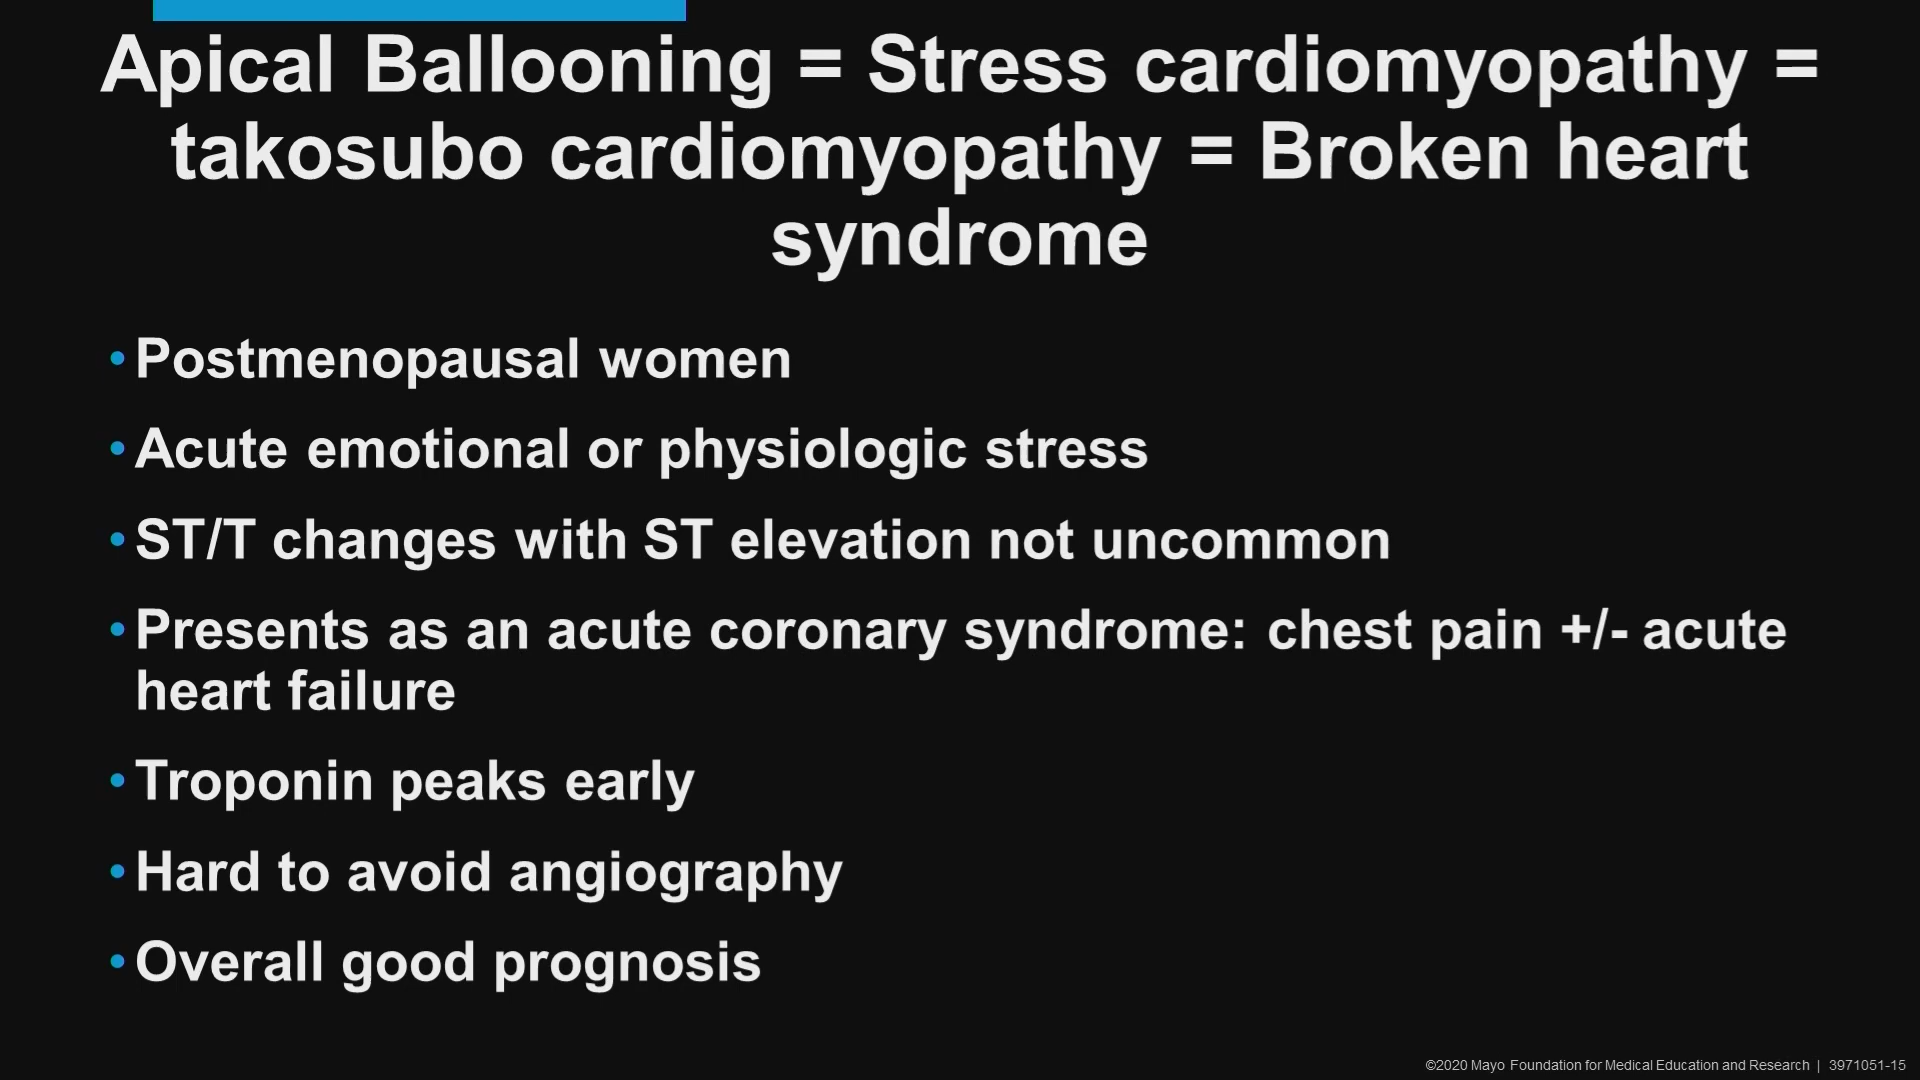 Apical Ballooning = Stress cardiomyopathy =
takosubo cardiomyopathy = Broken heart
syndrome
• Postmenopausal women
• Acute emotional or physiologic stress
• ST/T changes with ST elevation not uncommon
• Presents as an acute coronary syndrome: chest pain +/- acute
heart failure
• Troponin peaks early
• Hard to avoid angiography
• Overall good prognosis
©2020 Mayo Foundation for Medical Education and Research | 3971051-15